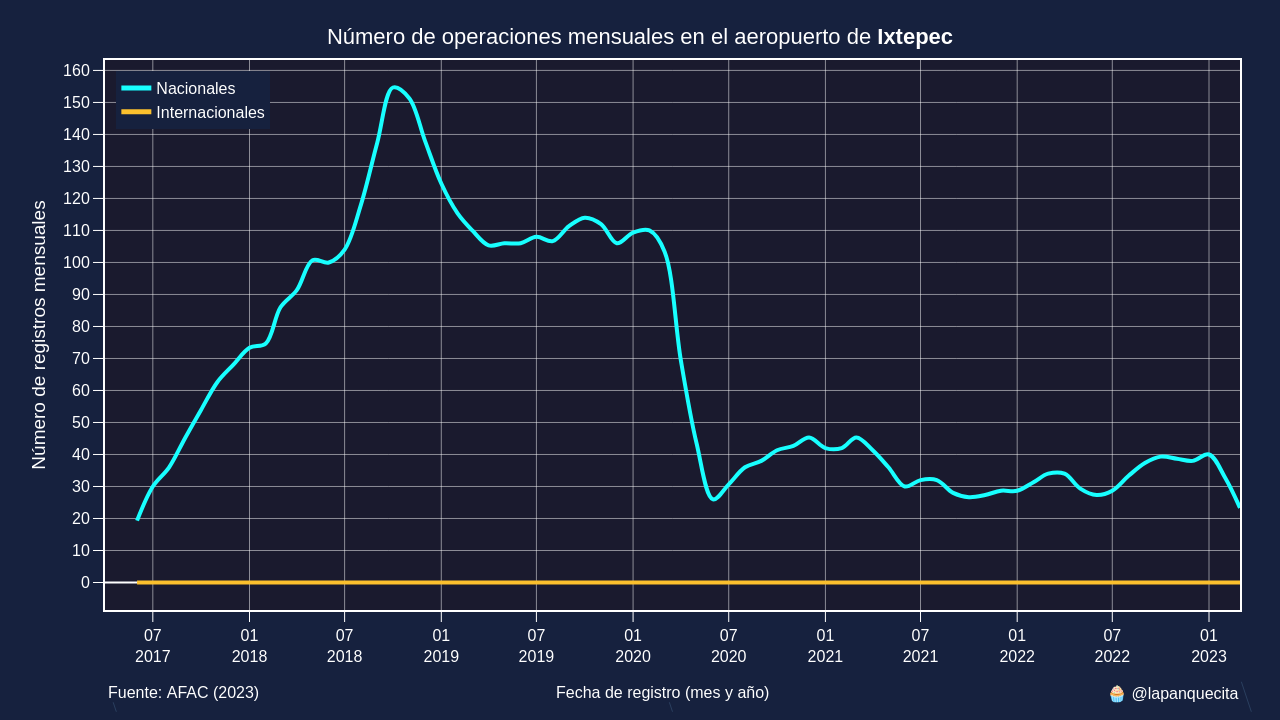 Número de operaciones mensuales en el aeropuerto de Ixtepec
Nacionales
Internacionales
Número de registros mensuales
160
150
140
130
120
110
100
90
80
70
60
50
40
30
20
10
0
07 01 07 01 07 01 07 01 07 01 07 01
2017 2018 2018 2019 2019 2020 2020 2021 2021 2022 2022 2023
Fuente: AFAC (2023) Fecha de registro (mes y año) 🧁 @lapanquecita